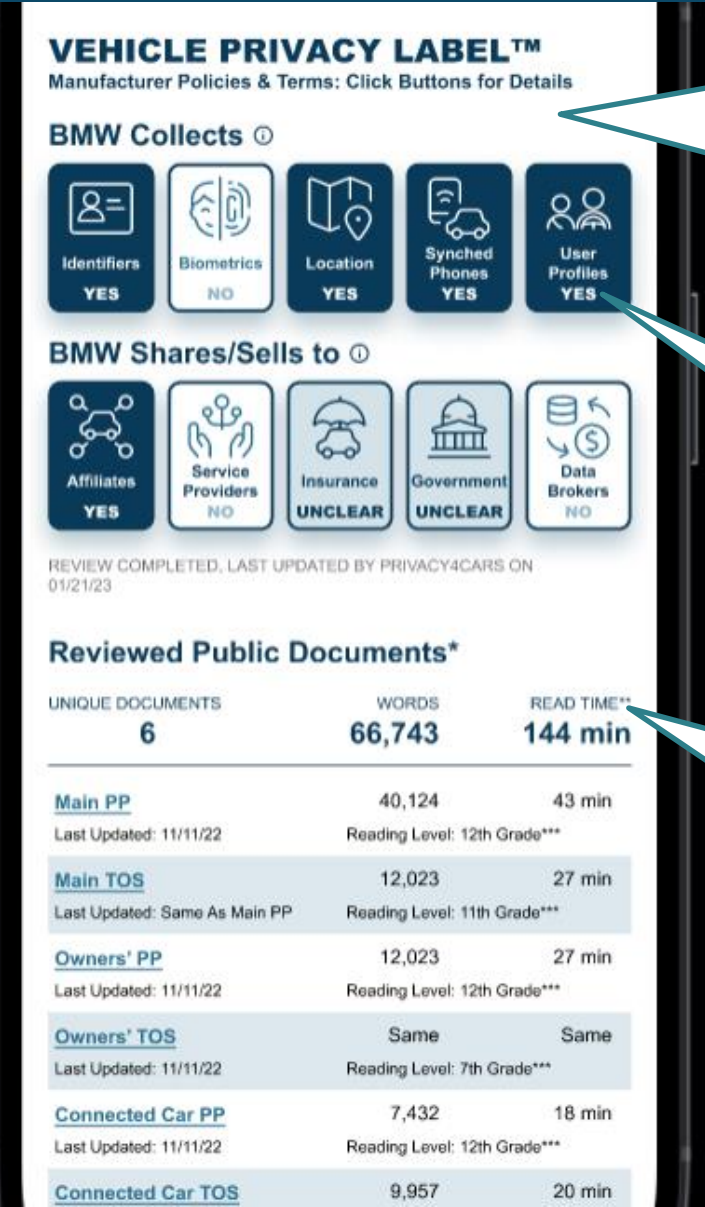 VEHICLE PRIVACY LABEL™
Manufacturer Policies & Terms: Click Buttons for Details
BMW Collects ⓘ
Identifiers
YES
Biometrics
NO
Location
YES
Synched
Phones
YES
User
Profiles
YES
BMW Shares/Sells to ⓘ
Affiliates
YES
Service
Providers
NO
Insurance
UNCLEAR
Government
UNCLEAR
Data
Brokers
NO
REVIEW COMPLETED, LAST UPDATED BY PRIVACY4CARS ON
01/21/23
Reviewed Public Documents*
UNIQUE DOCUMENTS WORDS READ TIME**
6 66,743 144 min
Main PP 40,124 43 min
Last Updated: 11/11/22 Reading Level: 12th Grade***
Main TOS 12,023 27 min
Last Updated: Same As Main PP Reading Level: 11th Grade***
Owners' PP 12,023 27 min
Last Updated: 11/11/22 Reading Level: 12th Grade***
Owners' TOS Same Same
Last Updated: 11/11/22 Reading Level: 7th Grade***
Connected Car PP 7,432 18 min
Last Updated: 11/11/22 Reading Level: 12th Grade***
Connected Car TOS 9,957 20 min